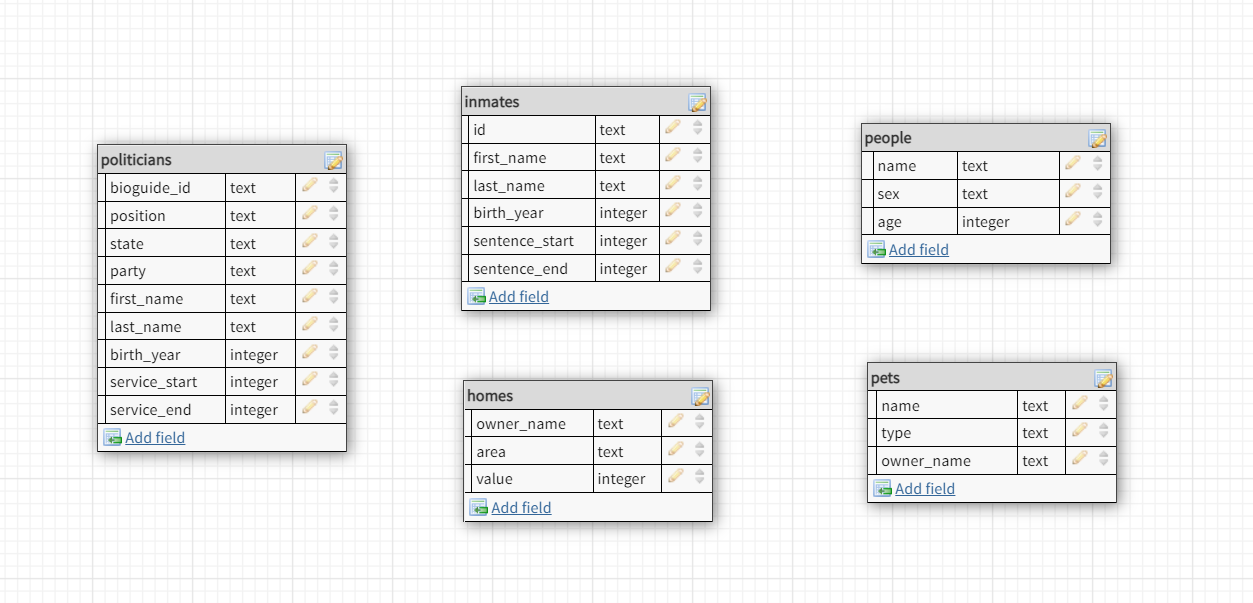 politicians
bioguide_id text
position text
state text
party text
first_name text
last_name text
birth_year integer
service_start integer
service_end integer
Add field
inmates
id text
first_name text
last_name text
birth_year integer
sentence_start integer
sentence_end integer
Add field
homes
owner_name text
area text
value integer
Add field
people
name text
sex text
age integer
Add field
pets
name text
type text
owner_name text
Add field